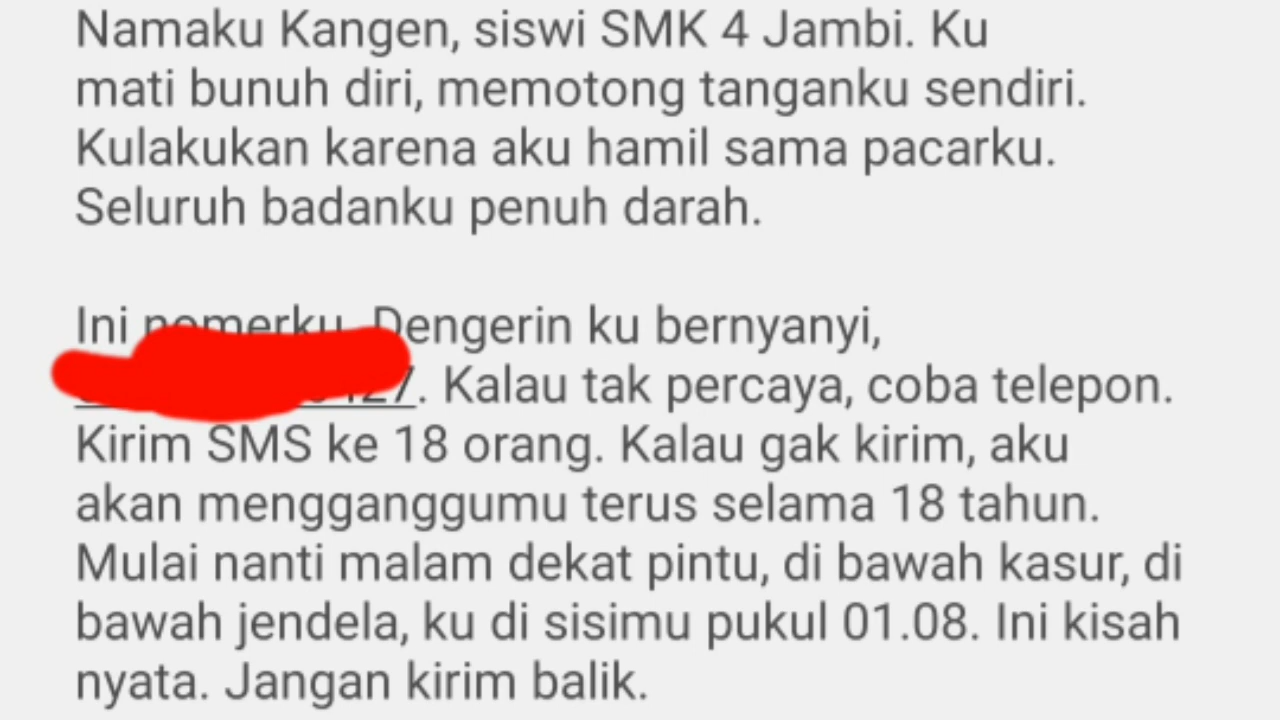 Namaku Kangen, siswi SMK 4 Jambi. Ku
mati bunuh diri, memotong tanganku sendiri.
Kulakukan karena aku hamil sama pacarku.
Seluruh badanku penuh darah.
Ini nomerku. Dengerin ku bernyanyi,
. Kalau tak percaya, coba telepon.
Kirim SMS ke 18 orang. Kalau gak kirim, aku
akan mengganggumu terus selama 18 tahun.
Mulai nanti malam dekat pintu, di bawah kasur, di
bawah jendela, ku di sisimu pukul 01.08. Ini kisah
nyata. Jangan kirim balik.